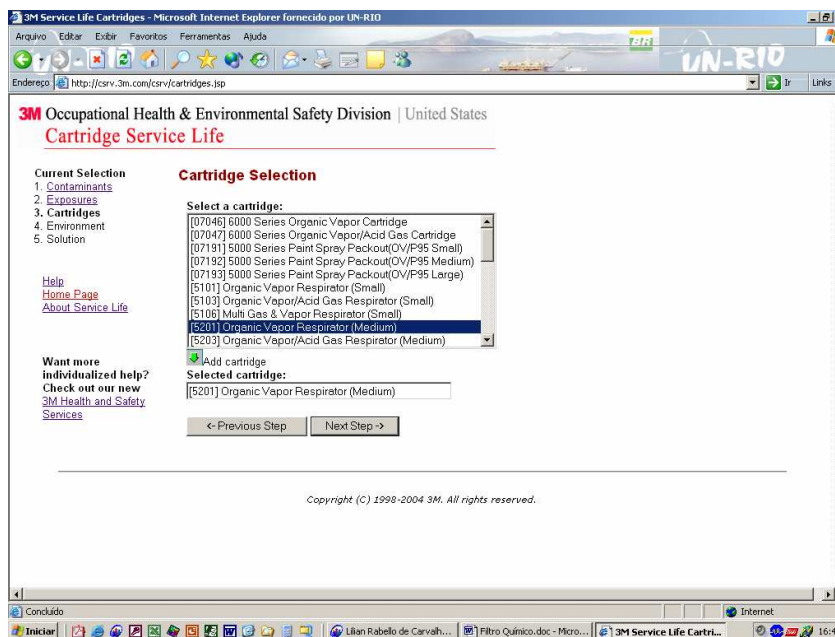 3M Service Life Cartridges - Microsoft Internet Explorer fornecido por UN-RIO
Arquivo Editar Exibir Favoritos Ferramentas Ajuda
BR
UN-RIO
Endereço http://csrv.3m.com/csrv/cartridges.jsp Ir Links
3M Occupational Health & Environmental Safety Division | United States
Cartridge Service Life
Current Selection
1. Contaminants
2. Exposures
3. Cartridges
4. Environment
5. Solution
Help
Home Page
About Service Life
Want more
individualized help?
Check out our new
3M Health and Safety
Services
Cartridge Selection
Select a cartridge:
[07046] 6000 Series Organic Vapor Cartridge
[07047] 6000 Series Organic Vapor/Acid Gas Cartridge
[07191] 5000 Series Paint Spray Packout(OV/P95 Small)
[07192] 5000 Series Paint Spray Packout(OV/P95 Medium)
[07193] 5000 Series Paint Spray Packout(OV/P95 Large)
[5101] Organic Vapor Respirator (Small)
[5103] Organic Vapor/Acid Gas Respirator (Small)
[5106] Multi Gas & Vapor Respirator (Small)
[5201] Organic Vapor Respirator (Medium)
[5203] Organic Vapor/Acid Gas Respirator (Medium)
Add cartridge
Selected cartridge:
[5201] Organic Vapor Respirator (Medium)
<- Previous Step Next Step ->
Copyright (C) 1998-2004 3M. All rights reserved.
Concluído Internet
Iniciar Lilian Rabello de Carvalh... Filtro Químico.doc - Micro... 3M Service Life Cartri...